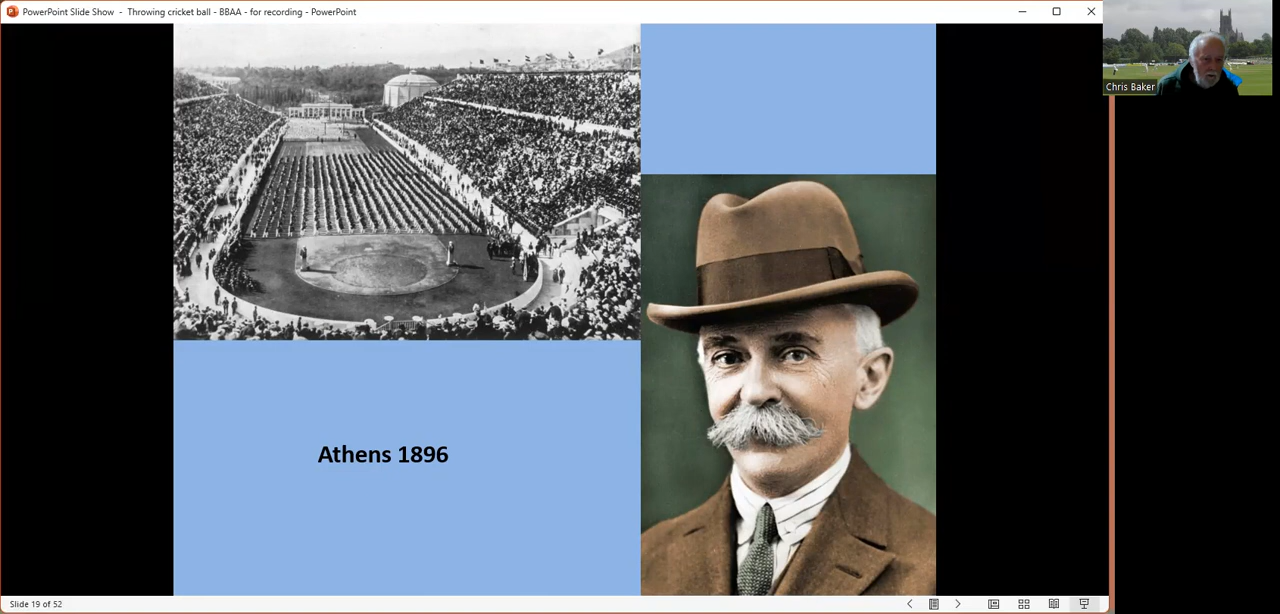 PowerPoint Slide Show - Throwing cricket ball - BBAA - for recording - PowerPoint
Chris Baker
Athens 1896
Slide 19 of 52